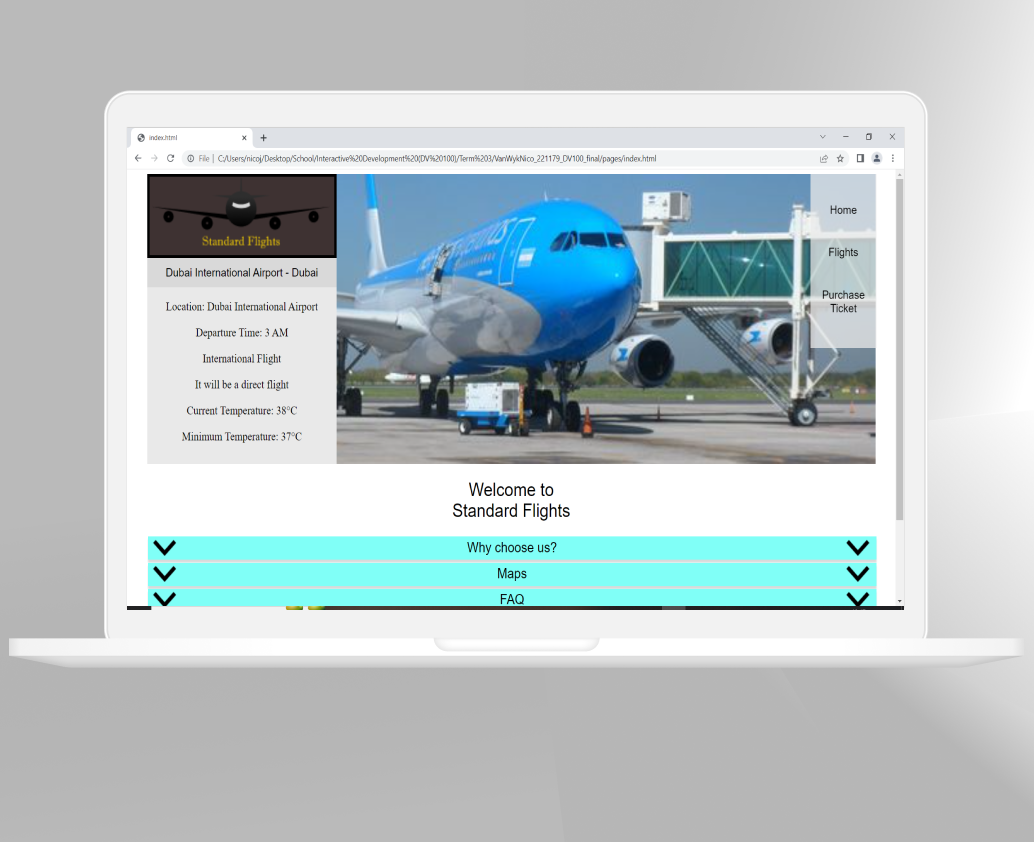 index.html
File | C:/Users/nicoj/Desktop/School/Interactive%20Development%20(DV%20100)/Term%203/VanWykNico_221179_DV100_final/pages/index.html
Standard Flights
Dubai International Airport - Dubai
Location: Dubai International Airport
Departure Time: 3 AM
International Flight
It will be a direct flight
Current Temperature: 38°C
Minimum Temperature: 37°C
Home
Flights
Purchase
Ticket
Welcome to
Standard Flights
Why choose us?
Maps
FAQ